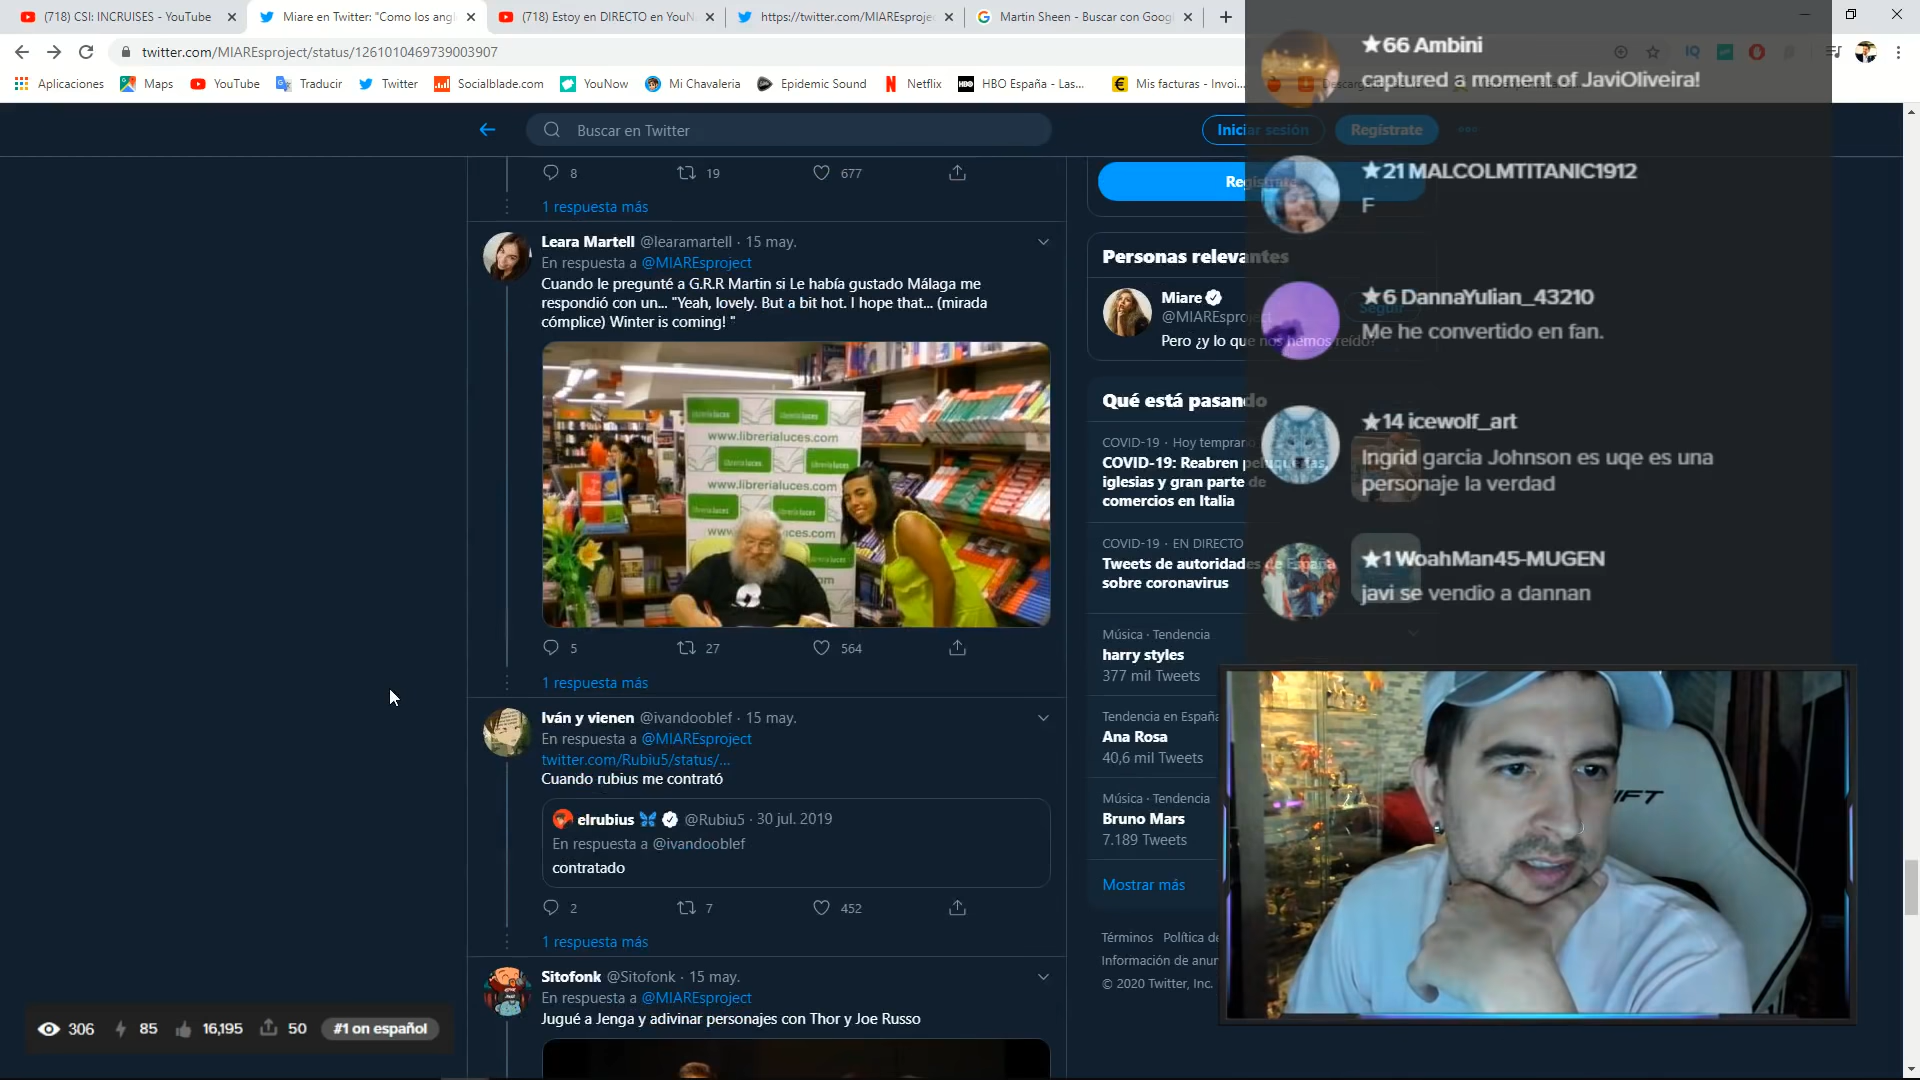 (718) CSI: INCRUISES - YouTube
Miare en Twitter: "Como los angl
(718) Estoy en DIRECTO en YouN
https://twitter.com/MIAREsproje
Martin Sheen - Buscar con Googl
twitter.com/MIAREsproject/status/1261010469739003907
Aplicaciones
Maps
YouTube
Traducir
Twitter
Socialblade.com
YouNow
Mi Chavaleria
Epidemic Sound
Netflix
HBO España - Las...
Mis facturas - Invoi...
Buscar en Twitter
Iniciar sesión
Regístrate
8
19
677
1 respuesta más
Leara Martell @learamartell · 15 may.
En respuesta a @MIAREsproject
Cuando le pregunté a G.R.R Martin si Le había gustado Málaga me
respondió con un... "Yeah, lovely. But a bit hot. I hope that... (mirada
cómplice) Winter is coming! "
www.librerialuces.com
www.librerialuces.com
5
27
564
1 respuesta más
Iván y vienen @ivandooblef · 15 may.
En respuesta a @MIAREsproject
twitter.com/Rubiu5/status/...
Cuando rubius me contrató
elrubius @Rubiu5 · 30 jul. 2019
En respuesta a @ivandooblef
contratado
2
7
452
1 respuesta más
Sitofonk @Sitofonk · 15 may.
En respuesta a @MIAREsproject
Jugué a Jenga y adivinar personajes con Thor y Joe Russo
Regístrate
Personas relevantes
Miare
@MIAREsproject
Seguir
Pero ¿y lo que nos hemos reído?
Qué está pasando
COVID-19 · Hoy temprano
COVID-19: Reabren peluquerías,
iglesias y gran parte de
comercios en Italia
COVID-19 · EN DIRECTO
Tweets de autoridades de España
sobre coronavirus
Música · Tendencia
harry styles
377 mil Tweets
Tendencia en España
Ana Rosa
40,6 mil Tweets
Música · Tendencia
Bruno Mars
7.189 Tweets
Mostrar más
Términos Política de
Información de anun
© 2020 Twitter, Inc.
★66 Ambini
captured a moment of JaviOliveira!
★21 MALCOLMTITANIC1912
F
★6 DannaYulian_43210
Me he convertido en fan.
★14 icewolf_art
Ingrid garcia Johnson es uqe es una
personaje la verdad
★1 WoahMan45-MUGEN
javi se vendio a dannan
306
85
16,195
50
#1 on español